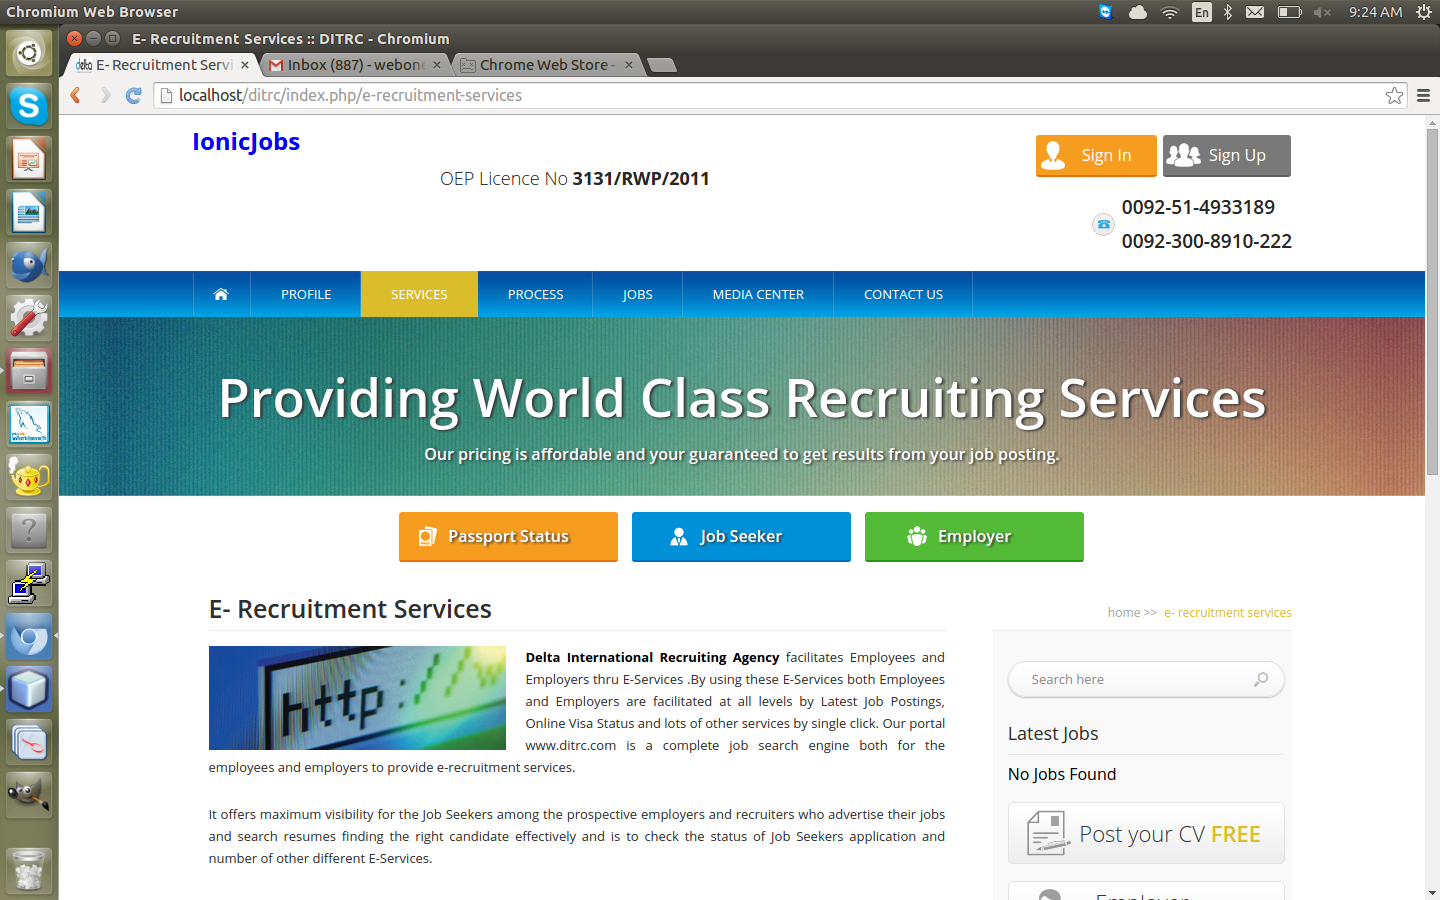 Chromium Web Browser
En
9:24 AM
E- Recruitment Services :: DITRC - Chromium
delta E- Recruitment Servi
Inbox (887) - webone
Chrome Web Store -
localhost/ditrc/index.php/e-recruitment-services
IonicJobs
Sign In
Sign Up
OEP Licence No 3131/RWP/2011
0092-51-4933189
0092-300-8910-222
PROFILE
SERVICES
PROCESS
JOBS
MEDIA CENTER
CONTACT US
Providing World Class Recruiting Services
Our pricing is affordable and your guaranteed to get results from your job posting.
Passport Status
Job Seeker
Employer
E- Recruitment Services
home >> e- recruitment services
http://w
Delta International Recruiting Agency facilitates Employees and
Employers thru E-Services .By using these E-Services both Employees
and Employers are facilitated at all levels by Latest Job Postings,
Online Visa Status and lots of other services by single click. Our portal
www.ditrc.com is a complete job search engine both for the
employees and employers to provide e-recruitment services.
It offers maximum visibility for the Job Seekers among the prospective employers and recruiters who advertise their jobs
and search resumes finding the right candidate effectively and is to check the status of Job Seekers application and
number of other different E-Services.
Search here
Latest Jobs
No Jobs Found
Post your CV FREE
Employer